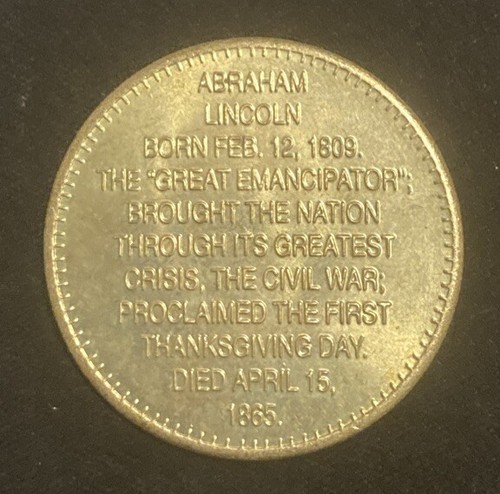 ABRAHAM
LINCOLN
BORN FEB. 12, 1809.
THE "GREAT EMANCIPATOR";
BROUGHT THE NATION
THROUGH ITS GREATEST
CRISIS, THE CIVIL WAR;
PROCLAIMED THE FIRST
THANKSGIVING DAY.
DIED APRIL 15,
1865.